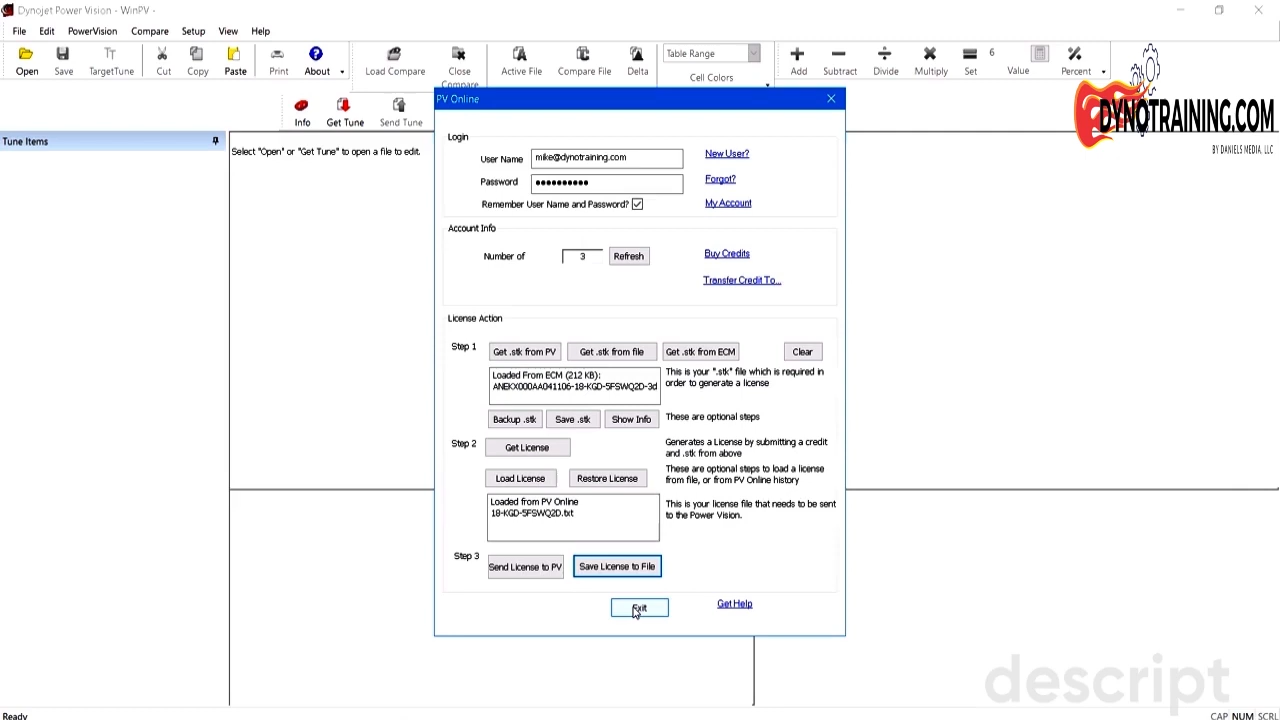 Dynojet Power Vision - WinPV -
File Edit PowerVision Compare Setup View Help
Open Save TargetTune Cut Copy Paste Print About Load Compare Close Compare Active File Compare File Delta Table Range Cell Colors Add Subtract Divide Multiply Set 6 Value Percent
Info Get Tune Send Tune
DYNOTRAINING.COM
BY DANIELS MEDIA, LLC
Tune Items
Select "Open" or "Get Tune" to open a file to edit.
PV Online
Login
User Name mike@dynotraining.com New User?
Password •••••••••• Forgot?
Remember User Name and Password? My Account
Account Info
Number of 3 Refresh Buy Credits
Transfer Credit To...
License Action
Step 1 Get .stk from PV Get .stk from file Get .stk from ECM Clear
Loaded From ECM (212 KB):
ANEKX000AA041106-18-KGD-5FSWQ2D-3d
This is your ".stk" file which is required in
order to generate a license
Backup .stk Save .stk Show Info These are optional steps
Step 2 Get License
Generates a License by submitting a credit
and .stk from above
Load License Restore License
These are optional steps to load a license
from file, or from PV Online history
Loaded from PV Online
18-KGD-5FSWQ2D.txt
This is your license file that needs to be sent
to the Power Vision.
Step 3 Send License to PV Save License to File
Exit Get Help
descript
Ready CAP NUM SCRL